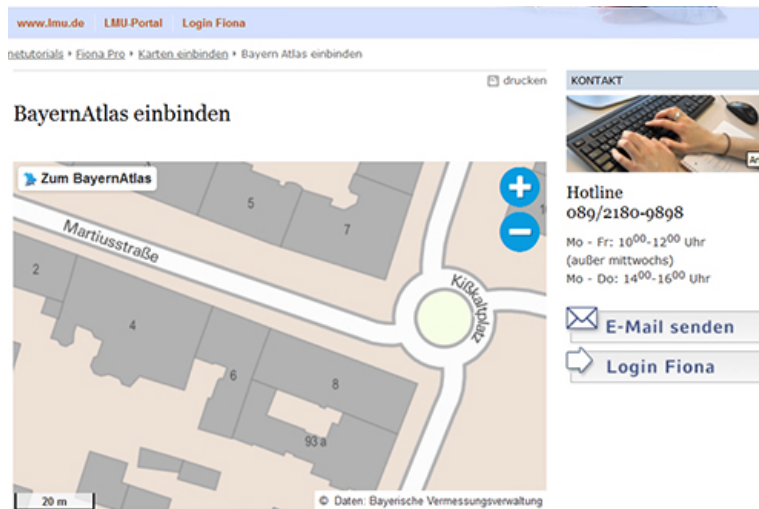 www.lmu.de LMU-Portal Login Fiona
netutorials › Fiona Pro › Karten einbinden › Bayern Atlas einbinden
drucken
BayernAtlas einbinden
Zum BayernAtlas
5
7
Martiusstraße
Kißkaltplatz
2
4
6
8
93 a
20 m
© Daten: Bayerische Vermessungsverwaltung
KONTAKT
Hotline
089/2180-9898
Mo - Fr: 10⁰⁰-12⁰⁰ Uhr
(außer mittwochs)
Mo - Do: 14⁰⁰-16⁰⁰ Uhr
E-Mail senden
Login Fiona